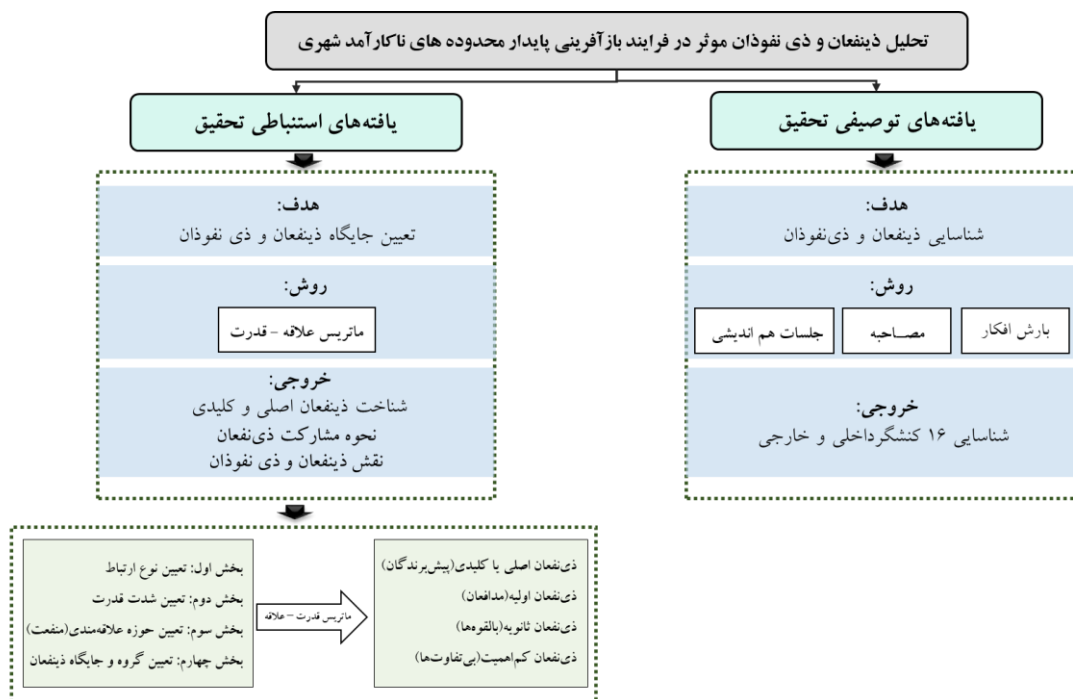 تحلیل ذینفعان و ذی نفوذان موثر در فرایند بازآفرینی پایدار محدوده های ناکارآمد شهری
یافته‌های توصیفی تحقیق
هدف:
شناسایی ذینفعان و ذی‌نفوذان
روش:
بارش افکار
مصـــاحبه
جلسات هم اندیشی
خروجی:
شناسایی ۱۶ کنشگرداخلی و خارجی
یافته‌های استنباطی تحقیق
هدف:
تعیین جایگاه ذینفعان و ذی نفوذان
روش:
ماتریس علاقه – قدرت
خروجی:
شناخت ذینفعان اصلی و کلیدی
نحوه مشارکت ذی‌نفعان
نقش ذینفعان و ذی نفوذان
بخش اول: تعیین نوع ارتباط
بخش دوم: تعیین شدت قدرت
بخش سوم: تعیین حوزه علاقه‌مندی(منفعت)
بخش چهارم: تعیین گروه و جایگاه ذینفعان
ماتریس قدرت – علاقه
ذی‌نفعان اصلی یا کلیدی(پیش‌برندگان)
ذی‌نفعان اولیه(مدافعان)
ذی‌نفعان ثانویه(بالقوه‌ها)
ذی‌نفعان کم‌اهمیت(بی‌تفاوت‌ها)